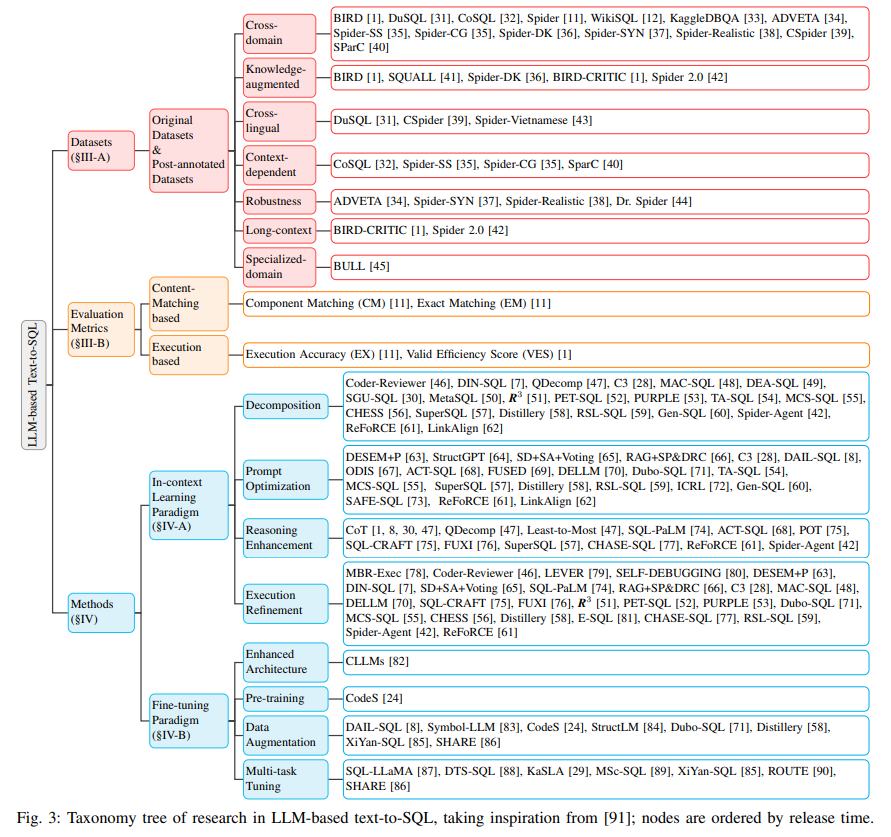 LLM-based Text-to-SQL
Datasets
(§III-A)
Original
Datasets
&
Post-annotated
Datasets
Cross-
domain
BIRD [1], DuSQL [31], CoSQL [32], Spider [11], WikiSQL [12], KaggleDBQA [33], ADVETA [34],
Spider-SS [35], Spider-CG [35], Spider-DK [36], Spider-SYN [37], Spider-Realistic [38], CSpider [39],
SParC [40]
Knowledge-
augmented
BIRD [1], SQUALL [41], Spider-DK [36], BIRD-CRITIC [1], Spider 2.0 [42]
Cross-
lingual
DuSQL [31], CSpider [39], Spider-Vietnamese [43]
Context-
dependent
CoSQL [32], Spider-SS [35], Spider-CG [35], SparC [40]
Robustness
ADVETA [34], Spider-SYN [37], Spider-Realistic [38], Dr. Spider [44]
Long-context
BIRD-CRITIC [1], Spider 2.0 [42]
Specialized-
domain
BULL [45]
Evaluation
Metrics
(§III-B)
Content-
Matching
based
Component Matching (CM) [11], Exact Matching (EM) [11]
Execution
based
Execution Accuracy (EX) [11], Valid Efficiency Score (VES) [1]
Methods
(§IV)
In-context
Learning
Paradigm
(§IV-A)
Decomposition
Coder-Reviewer [46], DIN-SQL [7], QDecomp [47], C3 [28], MAC-SQL [48], DEA-SQL [49],
SGU-SQL [30], MetaSQL [50], R³ [51], PET-SQL [52], PURPLE [53], TA-SQL [54], MCS-SQL [55],
CHESS [56], SuperSQL [57], Distillery [58], RSL-SQL [59], Gen-SQL [60], Spider-Agent [42],
ReFoRCE [61], LinkAlign [62]
Prompt
Optimization
DESEM+P [63], StructGPT [64], SD+SA+Voting [65], RAG+SP&DRC [66], C3 [28], DAIL-SQL [8],
ODIS [67], ACT-SQL [68], FUSED [69], DELLM [70], Dubo-SQL [71], TA-SQL [54],
MCS-SQL [55], SuperSQL [57], Distillery [58], RSL-SQL [59], ICRL [72], Gen-SQL [60],
SAFE-SQL [73], ReFoRCE [61], LinkAlign [62]
Reasoning
Enhancement
CoT [1, 8, 30, 47], QDecomp [47], Least-to-Most [47], SQL-PaLM [74], ACT-SQL [68], POT [75],
SQL-CRAFT [75], FUXI [76], SuperSQL [57], CHASE-SQL [77], ReFoRCE [61], Spider-Agent [42]
Execution
Refinement
MBR-Exec [78], Coder-Reviewer [46], LEVER [79], SELF-DEBUGGING [80], DESEM+P [63],
DIN-SQL [7], SD+SA+Voting [65], SQL-PaLM [74], RAG+SP&DRC [66], C3 [28], MAC-SQL [48],
DELLM [70], SQL-CRAFT [75], FUXI [76], R³ [51], PET-SQL [52], PURPLE [53], Dubo-SQL [71],
MCS-SQL [55], CHESS [56], Distillery [58], E-SQL [81], CHASE-SQL [77], RSL-SQL [59],
Spider-Agent [42], ReFoRCE [61]
Fine-tuning
Paradigm
(§IV-B)
Enhanced
Architecture
CLLMs [82]
Pre-training
CodeS [24]
Data
Augmentation
DAIL-SQL [8], Symbol-LLM [83], CodeS [24], StructLM [84], Dubo-SQL [71], Distillery [58],
XiYan-SQL [85], SHARE [86]
Multi-task
Tuning
SQL-LLaMA [87], DTS-SQL [88], KaSLA [29], MSc-SQL [89], XiYan-SQL [85], ROUTE [90],
SHARE [86]
Fig. 3: Taxonomy tree of research in LLM-based text-to-SQL, taking inspiration from [91]; nodes are ordered by release time.